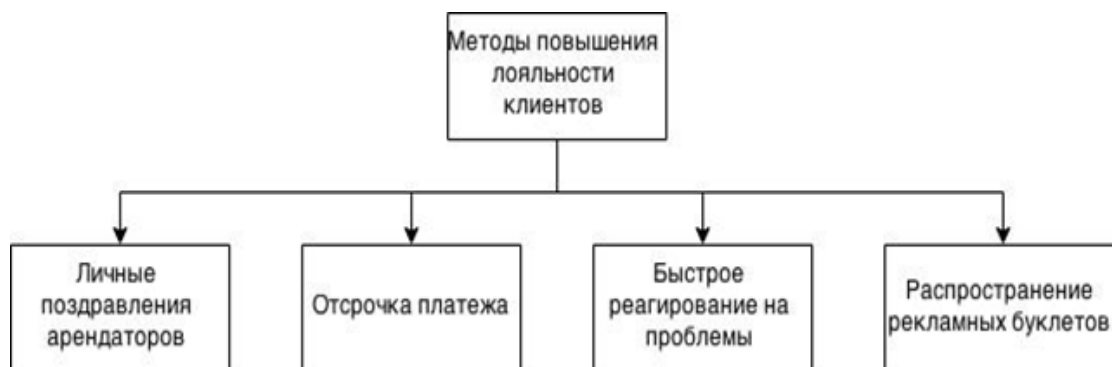 Методы повышения
лояльности
клиентов
Личные
поздравления
арендаторов
Отсрочка платежа
Быстрое
реагирование на
проблемы
Распространение
рекламных буклетов